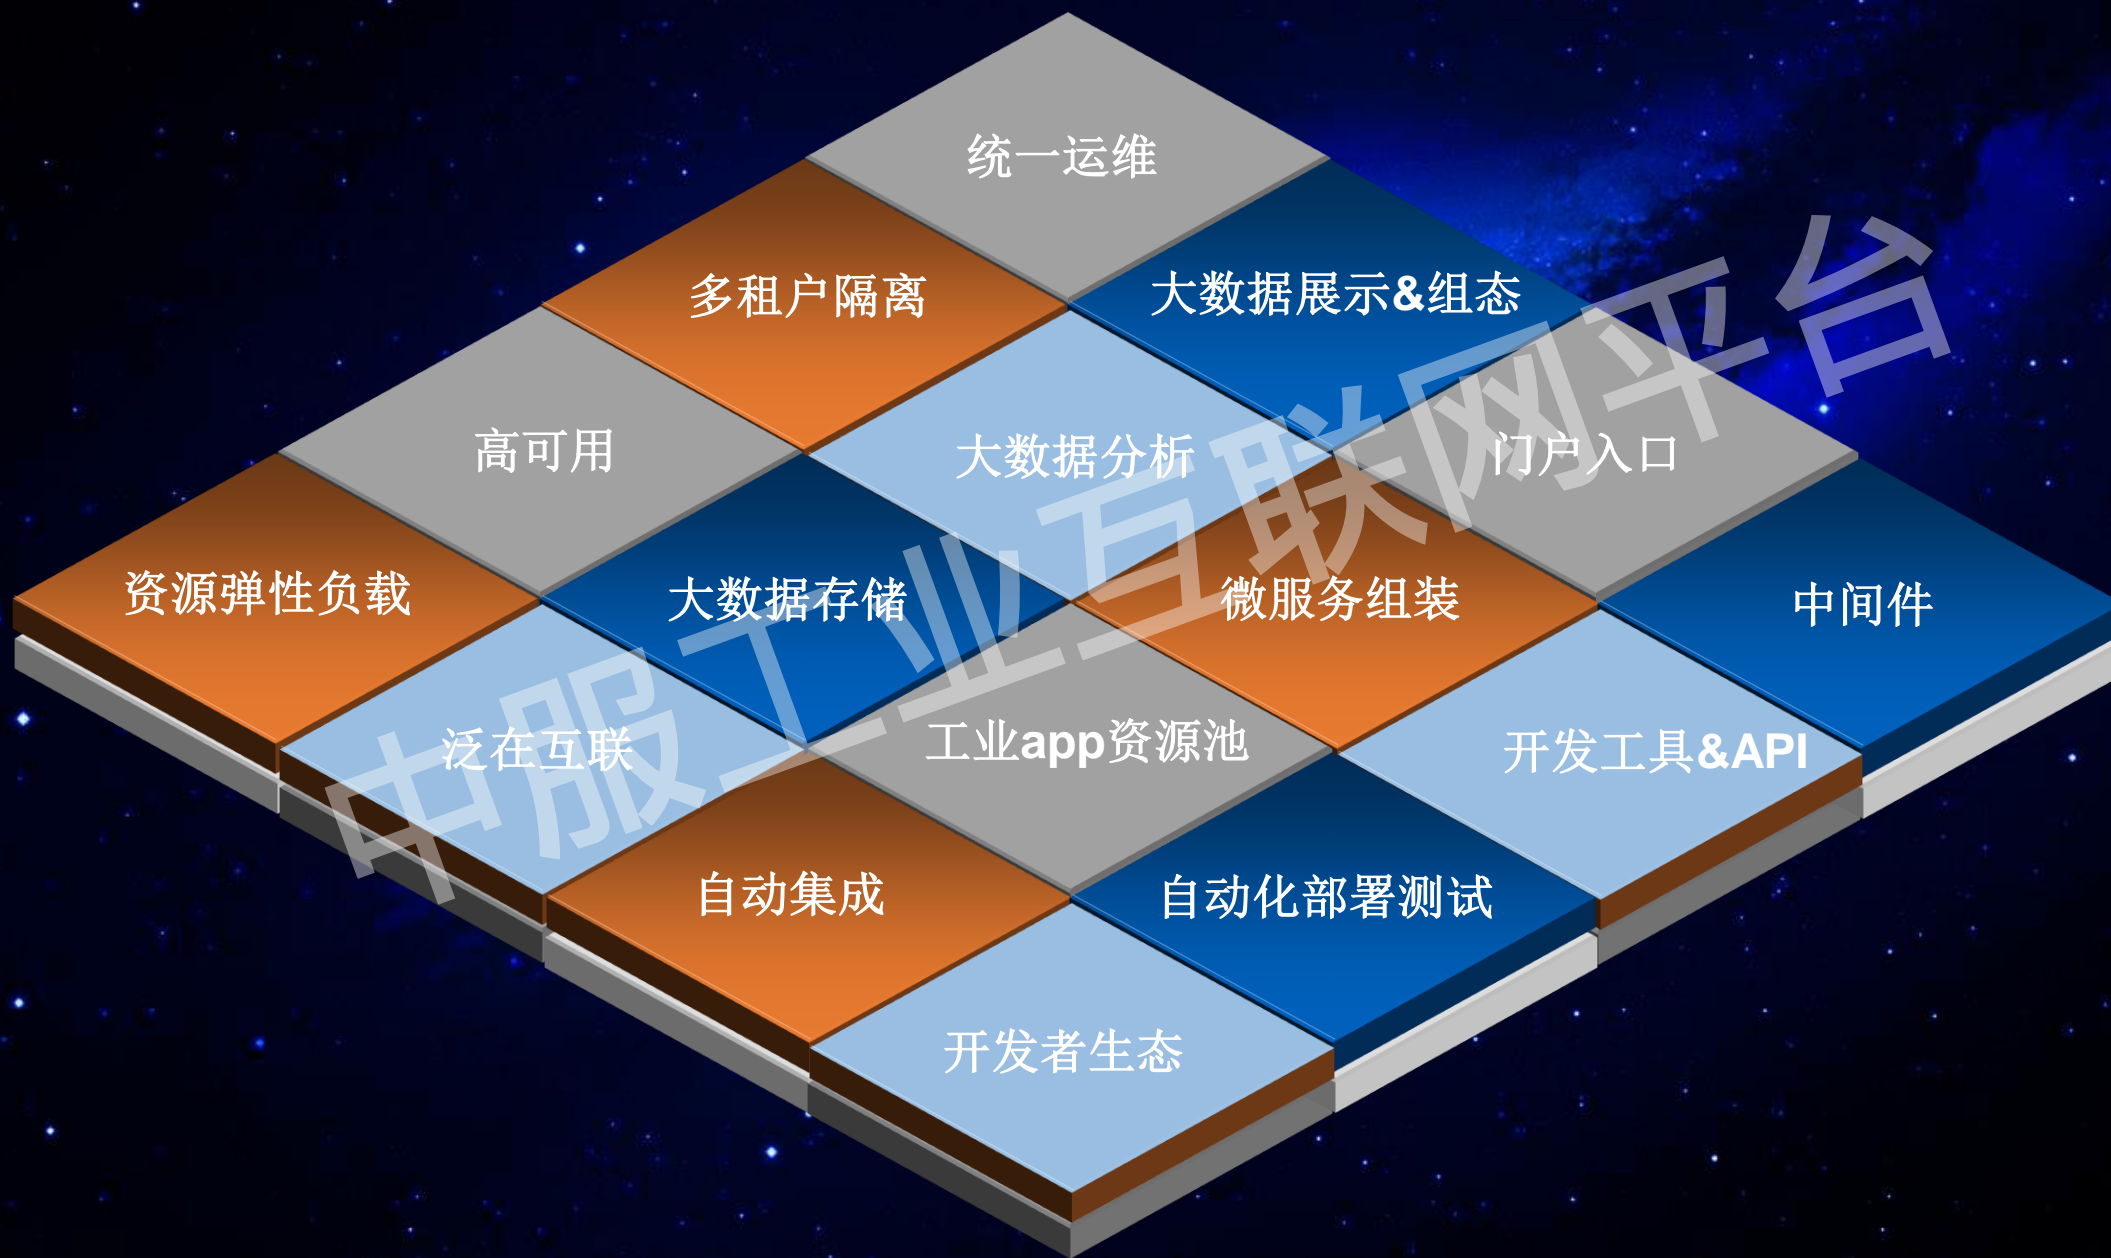 统一运维
多租户隔离
大数据展示&组态
高可用
大数据分析
门户入口
资源弹性负载
大数据存储
微服务组装
中间件
泛在互联
工业app资源池
开发工具&API
自动集成
自动化部署测试
开发者生态
中服工业互联网平台